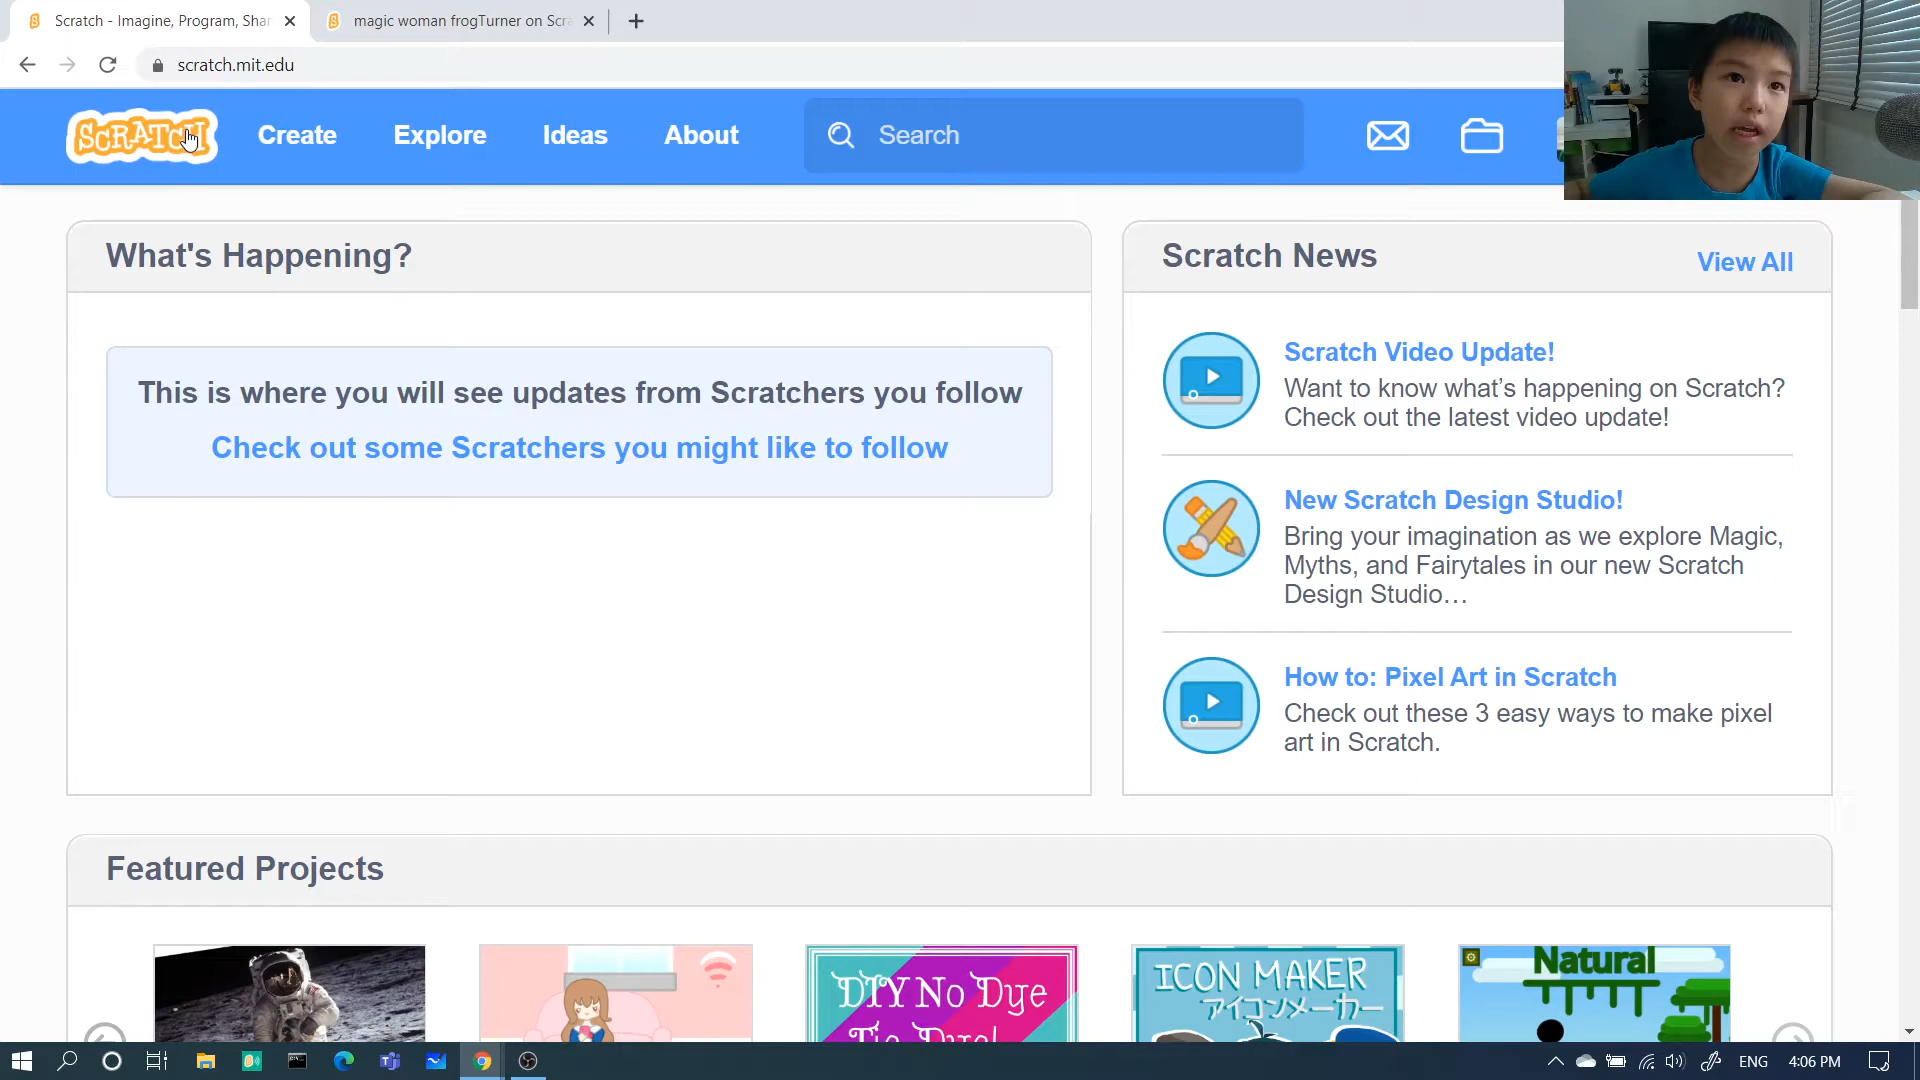 Scratch - Imagine, Program, Shar
magic woman frogTurner on Scra
scratch.mit.edu
SCRATCH
Create
Explore
Ideas
About
Search
What's Happening?
This is where you will see updates from Scratchers you follow
Check out some Scratchers you might like to follow
Scratch News
View All
Scratch Video Update!
Want to know what’s happening on Scratch?
Check out the latest video update!
New Scratch Design Studio!
Bring your imagination as we explore Magic,
Myths, and Fairytales in our new Scratch
Design Studio…
How to: Pixel Art in Scratch
Check out these 3 easy ways to make pixel
art in Scratch.
Featured Projects
DIY No Dye
Tie Dye!
ICON MAKER
アイコンメーカー
Natural
ENG
4:06 PM